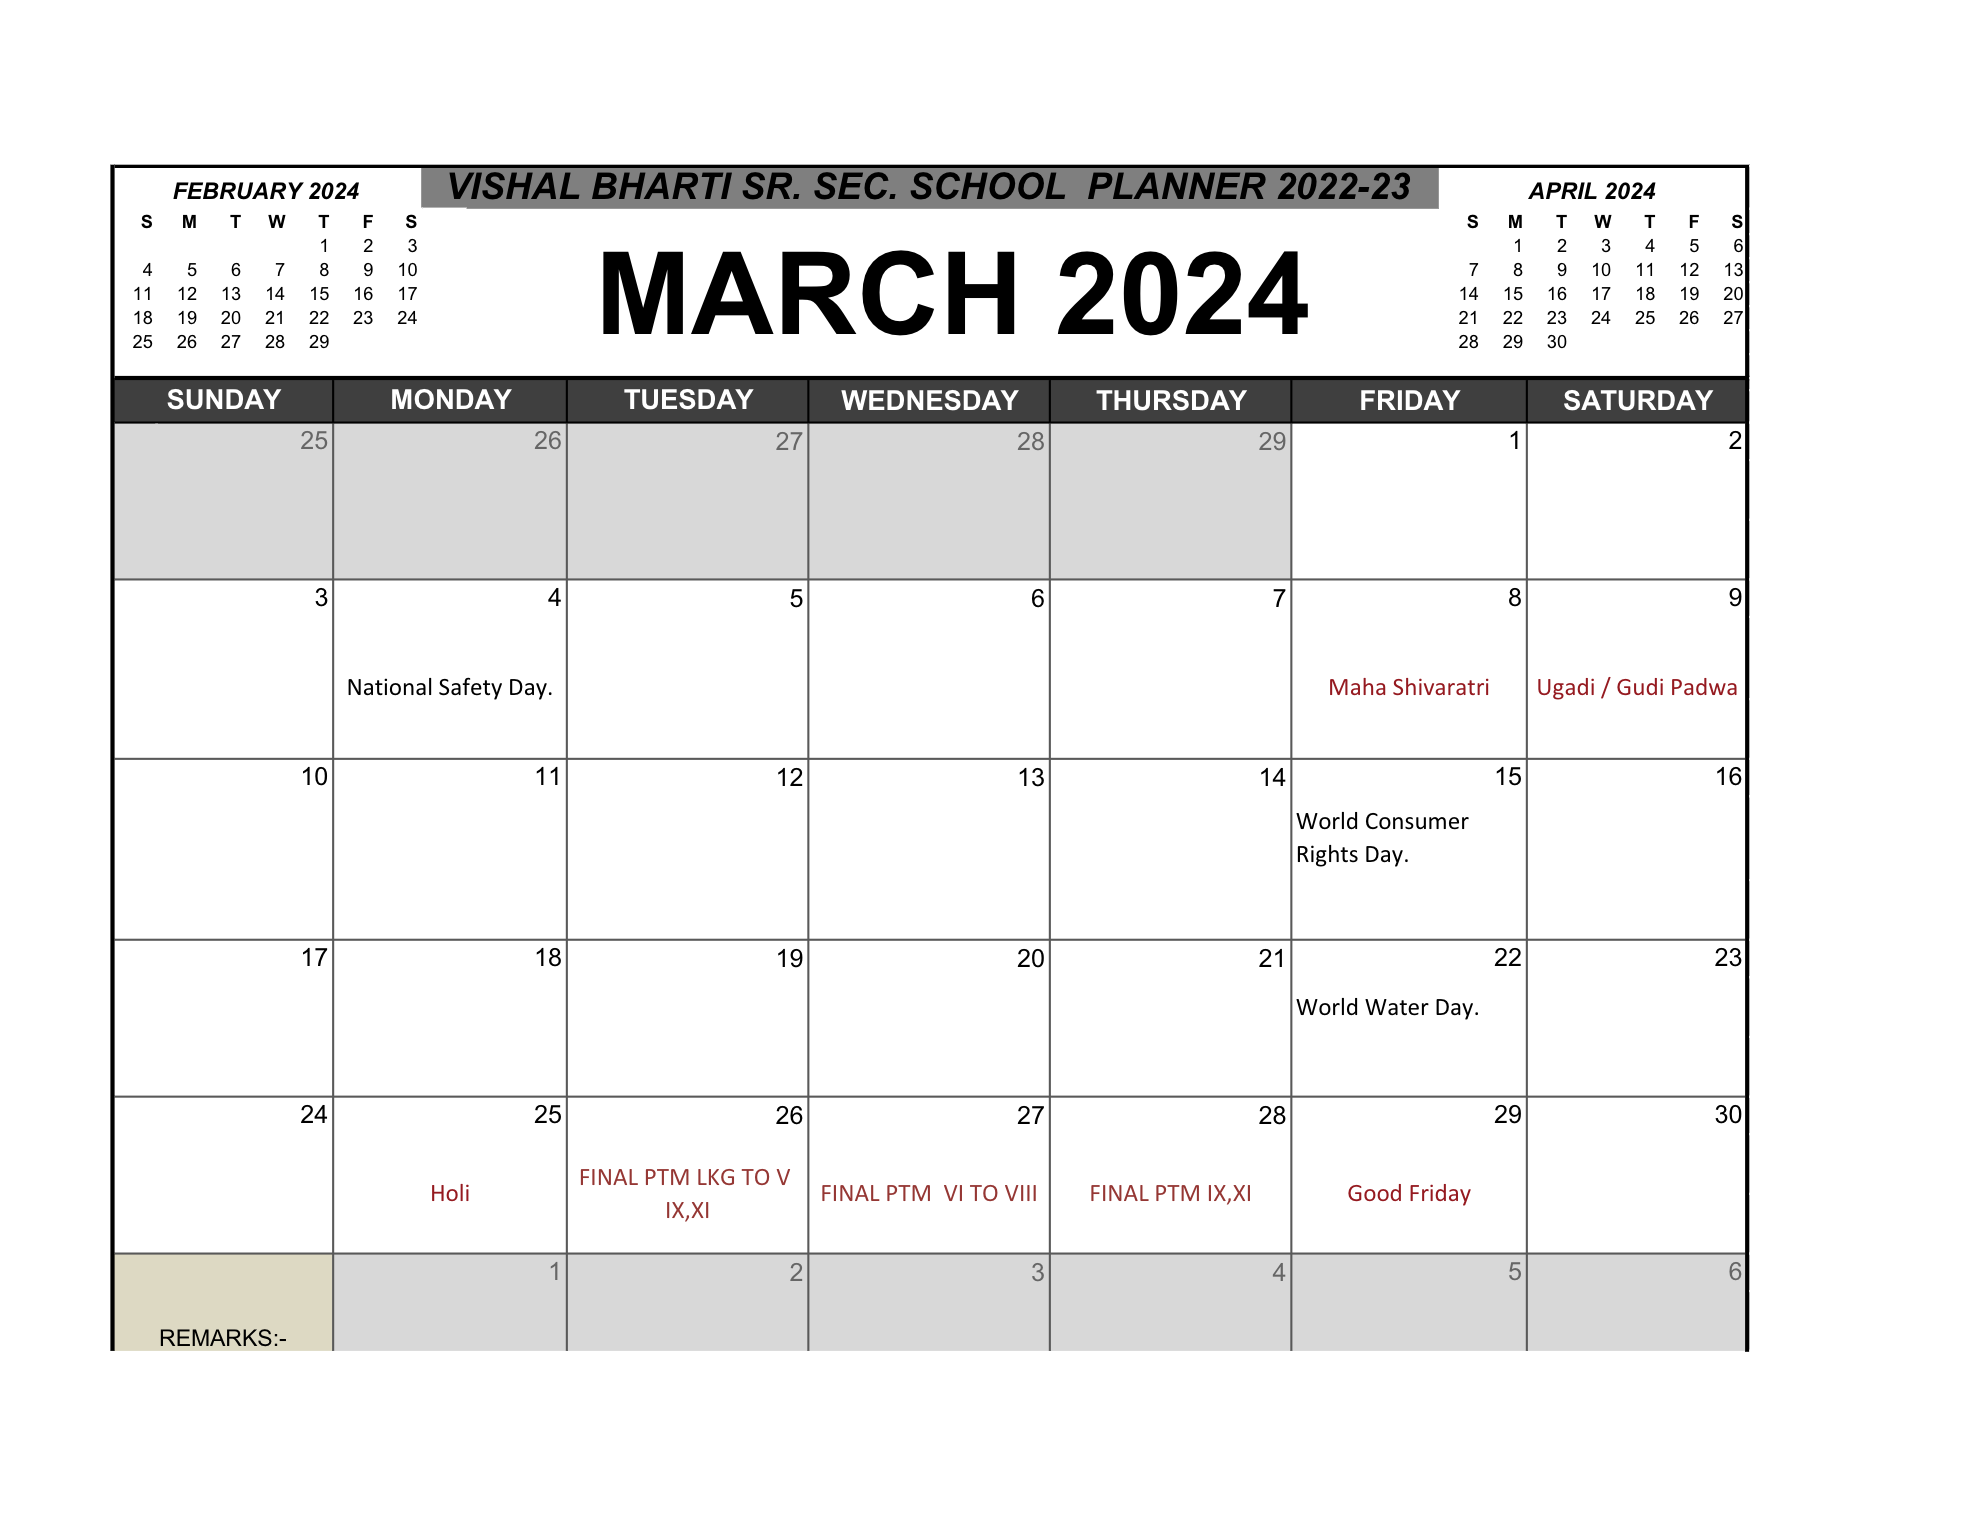 VISHAL BHARTI SR. SEC. SCHOOL  PLANNER 2022-23
FEBRUARY 2024
S M T W T F S
1 2 3
4 5 6 7 8 9 10
11 12 13 14 15 16 17
18 19 20 21 22 23 24
25 26 27 28 29
MARCH 2024
APRIL 2024
S M T W T F S
1 2 3 4 5 6
7 8 9 10 11 12 13
14 15 16 17 18 19 20
21 22 23 24 25 26 27
28 29 30
SUNDAY MONDAY TUESDAY WEDNESDAY THURSDAY FRIDAY SATURDAY
25 26 27 28 29 1 2
3 4 5 6 7 8 9
National Safety Day. Maha Shivaratri Ugadi / Gudi Padwa
10 11 12 13 14 15 16
World Consumer
Rights Day.
17 18 19 20 21 22 23
World Water Day.
24 25 26 27 28 29 30
Holi
FINAL PTM LKG TO V
IX,XI
FINAL PTM  VI TO VIII
FINAL PTM IX,XI
Good Friday
1 2 3 4 5 6
REMARKS:-